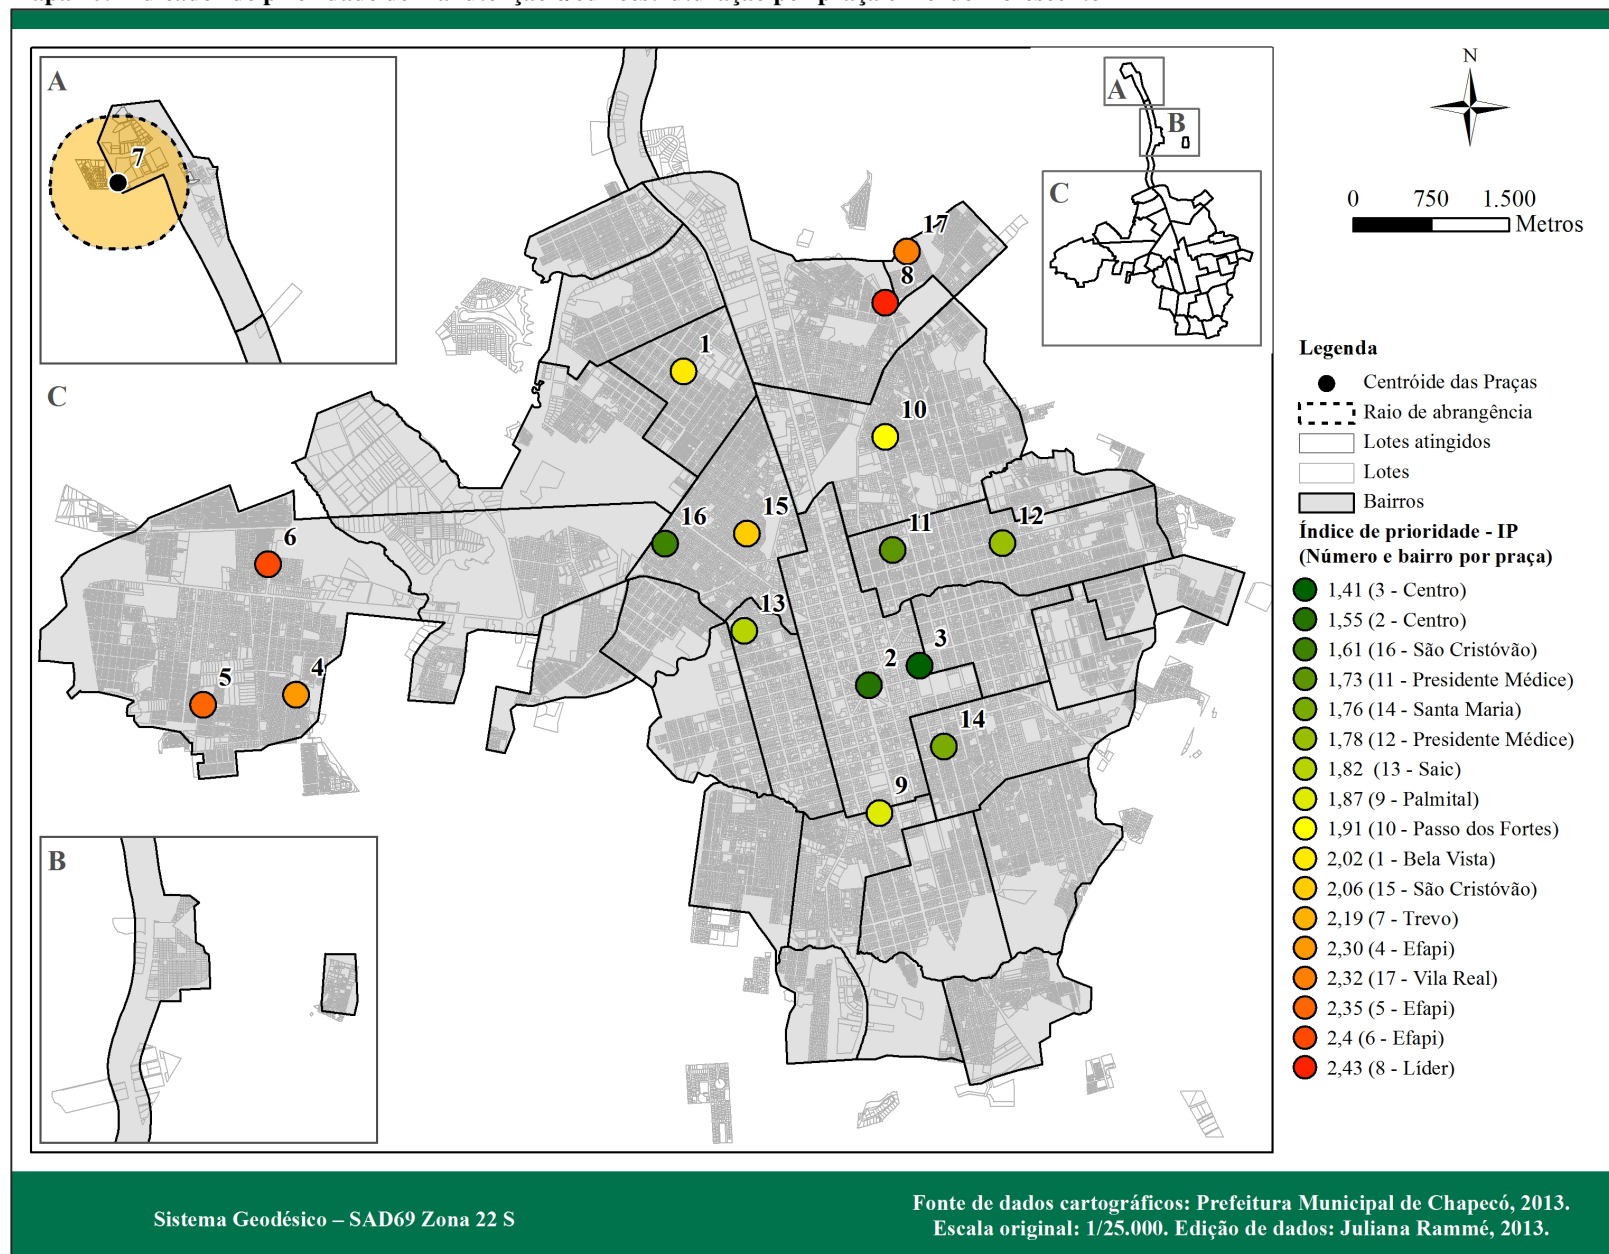 A
7
A
B
C
N
0 750 1.500
Metros
17
8
1
C
10
16
15
11
12
6
13
3
2
5
4
14
9
B
Legenda
Centróide das Praças
Raio de abrangência
Lotes atingidos
Lotes
Bairros
Índice de prioridade - IP
(Número e bairro por praça)
1,41 (3 - Centro)
1,55 (2 - Centro)
1,61 (16 - São Cristóvão)
1,73 (11 - Presidente Médice)
1,76 (14 - Santa Maria)
1,78 (12 - Presidente Médice)
1,82 (13 - Saic)
1,87 (9 - Palmital)
1,91 (10 - Passo dos Fortes)
2,02 (1 - Bela Vista)
2,06 (15 - São Cristóvão)
2,19 (7 - Trevo)
2,30 (4 - Efapi)
2,32 (17 - Vila Real)
2,35 (5 - Efapi)
2,4 (6 - Efapi)
2,43 (8 - Líder)
Sistema Geodésico – SAD69 Zona 22 S
Fonte de dados cartográficos: Prefeitura Municipal de Chapecó, 2013.
Escala original: 1/25.000. Edição de dados: Juliana Rammé, 2013.